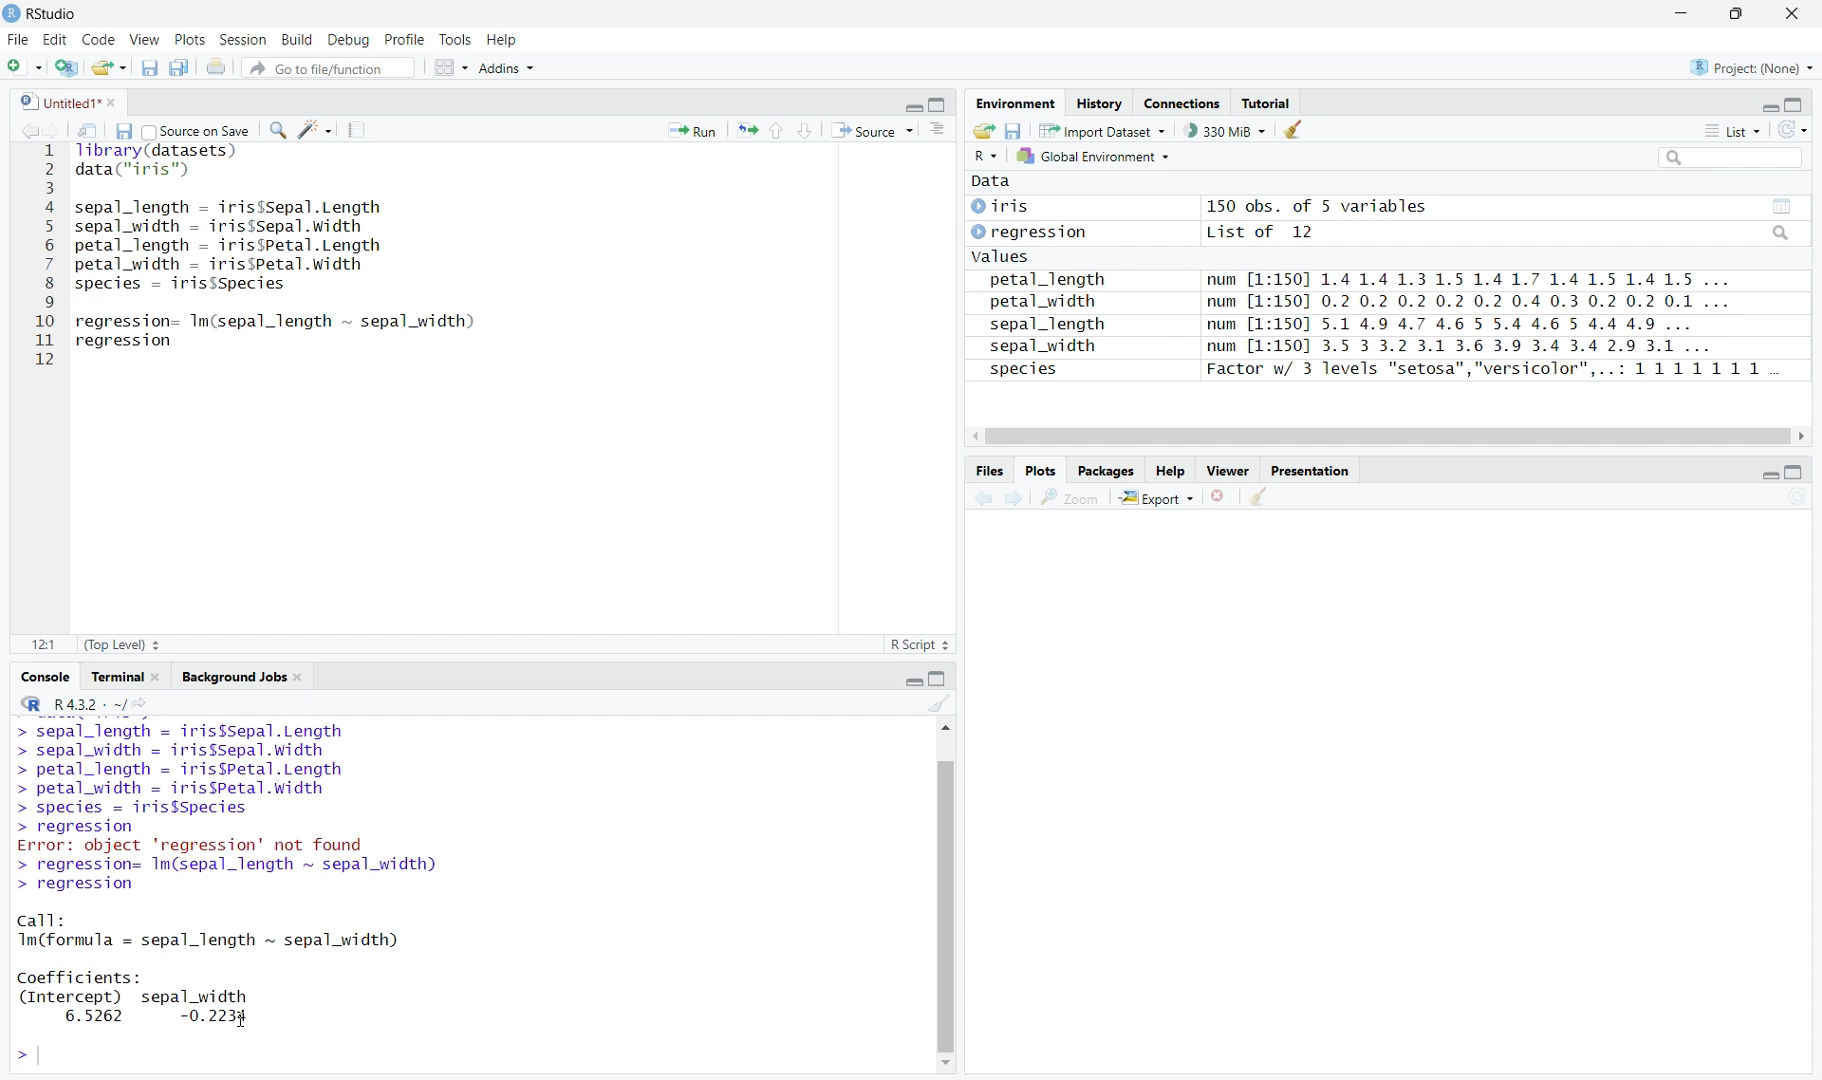 RStudio
File Edit Code View Plots Session Build Debug Profile Tools Help
Go to file/function Addins Project: (None)
Untitled1*
Source on Save Run Source
1 library(datasets)
2 data("iris")
3
4 sepal_length = iris$Sepal.Length
5 sepal_width = iris$Sepal.Width
6 petal_length = iris$Petal.Length
7 petal_width = iris$Petal.Width
8 species = iris$Species
9
10 regression= lm(sepal_length ~ sepal_width)
11 regression
12
12:1 (Top Level) R Script
Console Terminal Background Jobs
R 4.3.2 · ~/
> sepal_length = iris$Sepal.Length
> sepal_width = iris$Sepal.Width
> petal_length = iris$Petal.Length
> petal_width = iris$Petal.Width
> species = iris$Species
> regression
Error: object 'regression' not found
> regression= lm(sepal_length ~ sepal_width)
> regression
Call:
lm(formula = sepal_length ~ sepal_width)
Coefficients:
(Intercept) sepal_width
6.5262 -0.2234
>
Environment History Connections Tutorial
Import Dataset 330 MiB List
R Global Environment
Data
iris 150 obs. of 5 variables
regression List of 12
Values
petal_length num [1:150] 1.4 1.4 1.3 1.5 1.4 1.7 1.4 1.5 1.4 1.5 ...
petal_width num [1:150] 0.2 0.2 0.2 0.2 0.2 0.4 0.3 0.2 0.2 0.1 ...
sepal_length num [1:150] 5.1 4.9 4.7 4.6 5 5.4 4.6 5 4.4 4.9 ...
sepal_width num [1:150] 3.5 3 3.2 3.1 3.6 3.9 3.4 3.4 2.9 3.1 ...
species Factor w/ 3 levels "setosa","versicolor",..: 1 1 1 1 1 1 1 …
Files Plots Packages Help Viewer Presentation
Zoom Export